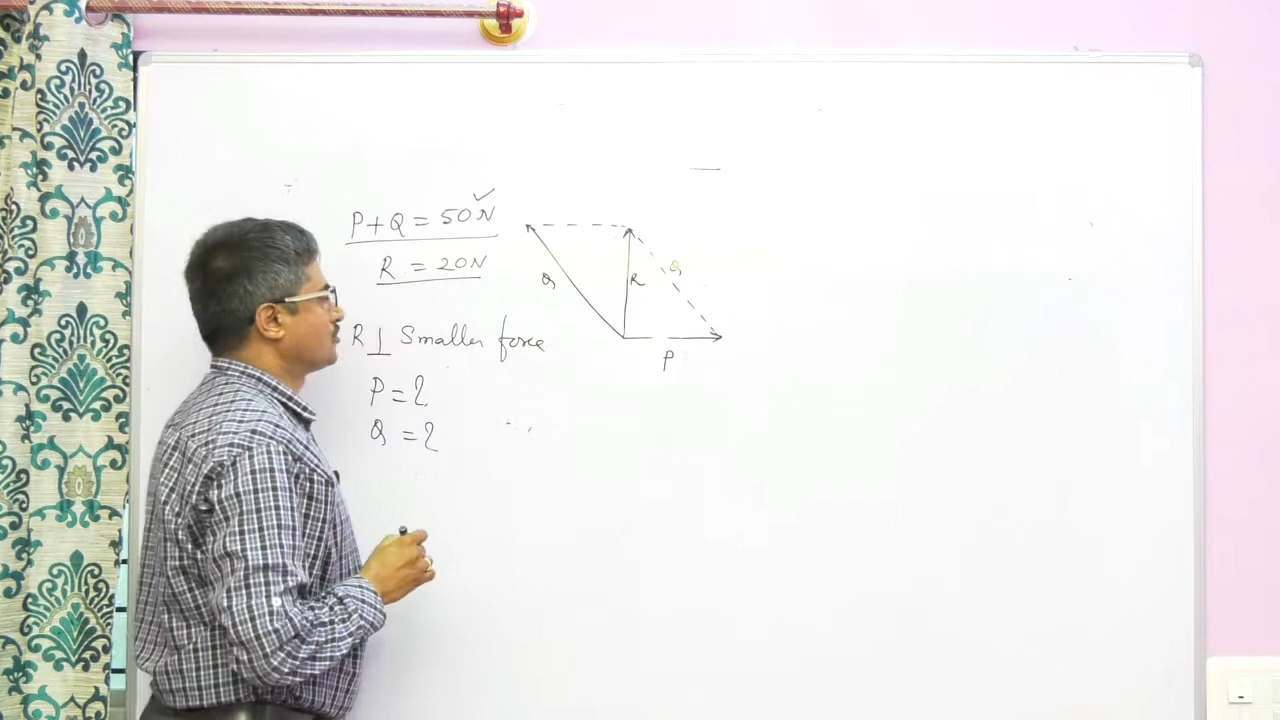 P+Q = 50N ✓
R = 20N
R ⊥ Smaller force
P = ?
Q = ?
Q
R
Q
P